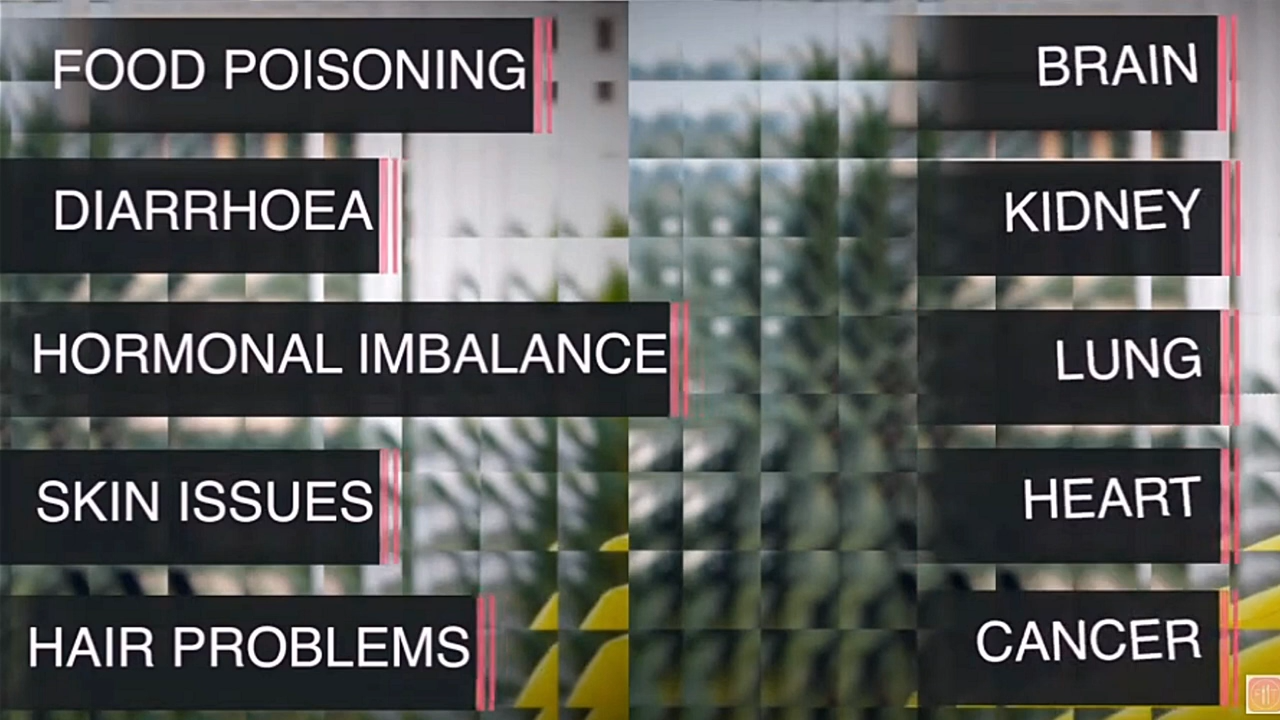 FOOD POISONING
DIARRHOEA
HORMONAL IMBALANCE
SKIN ISSUES
HAIR PROBLEMS
BRAIN
KIDNEY
LUNG
HEART
CANCER